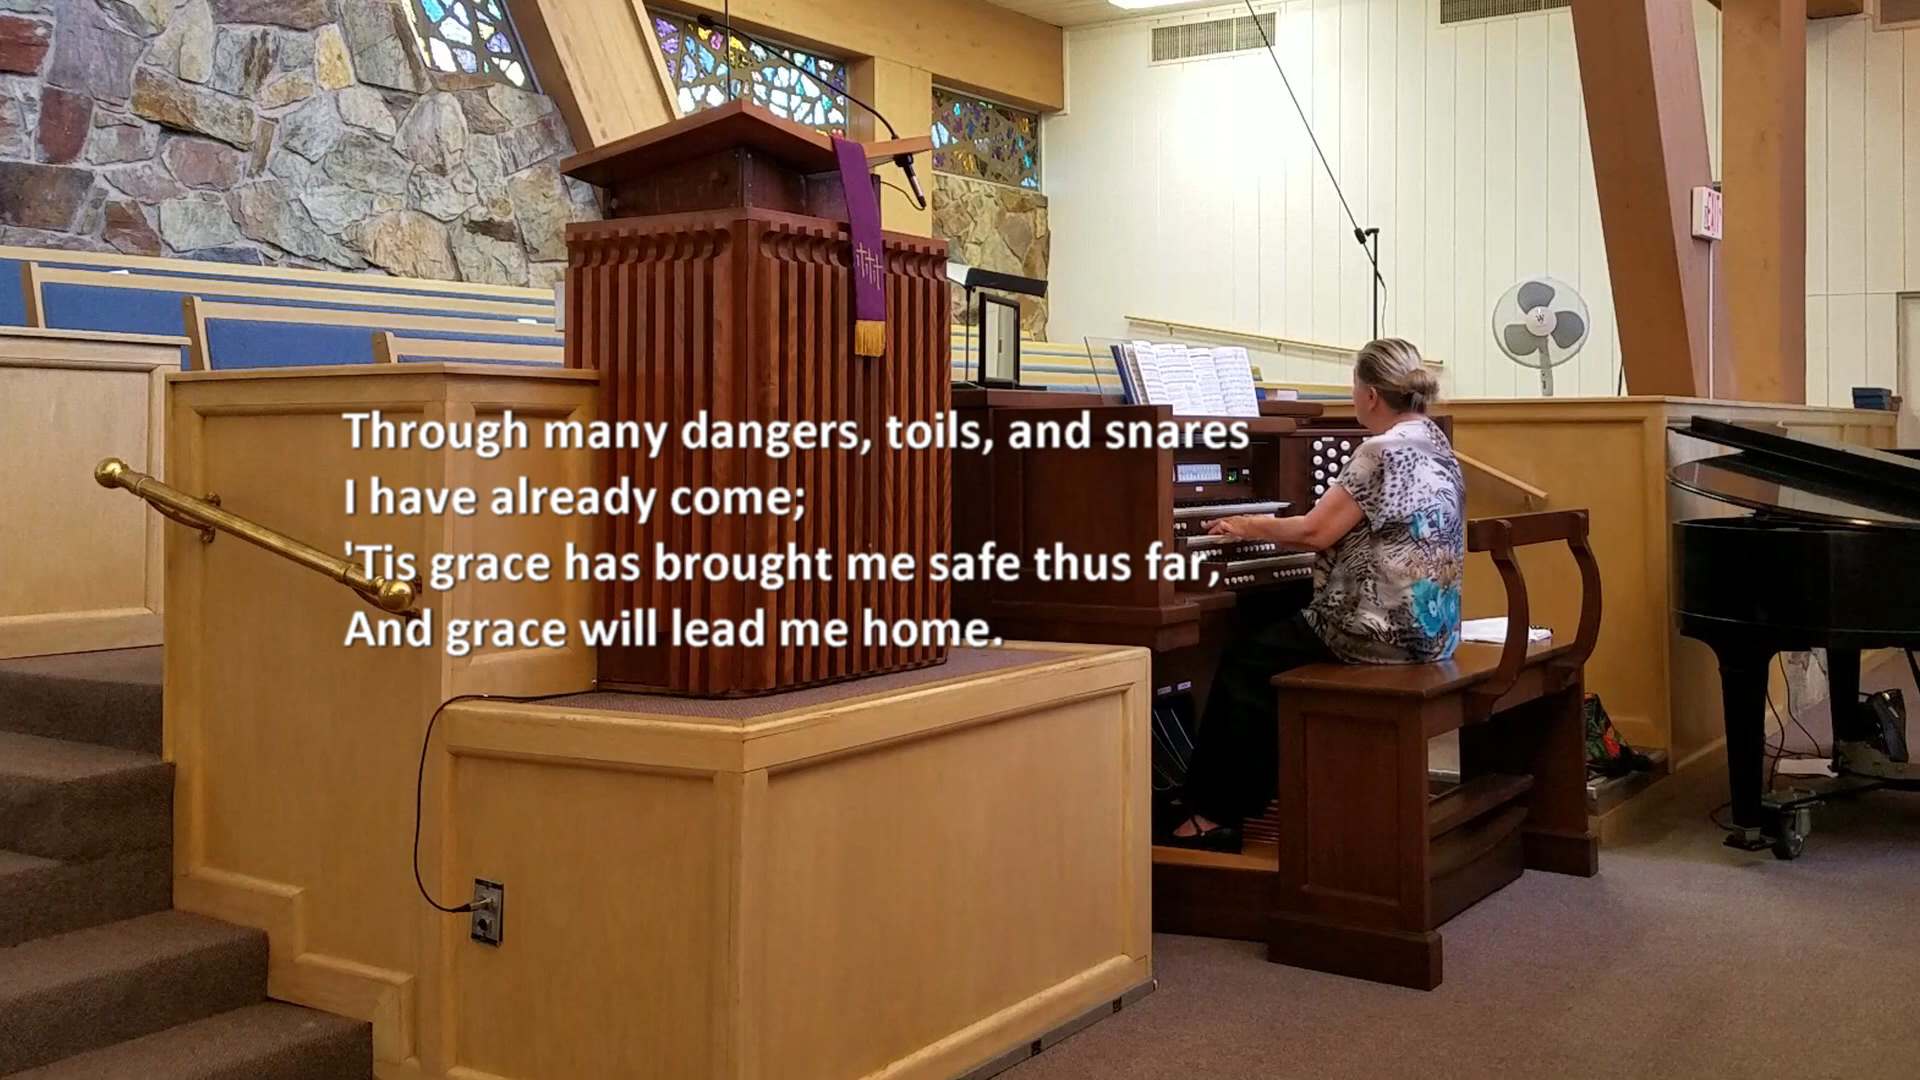 EXIT
Through many dangers, toils, and snares
I have already come;
'Tis grace has brought me safe thus far,
And grace will lead me home.